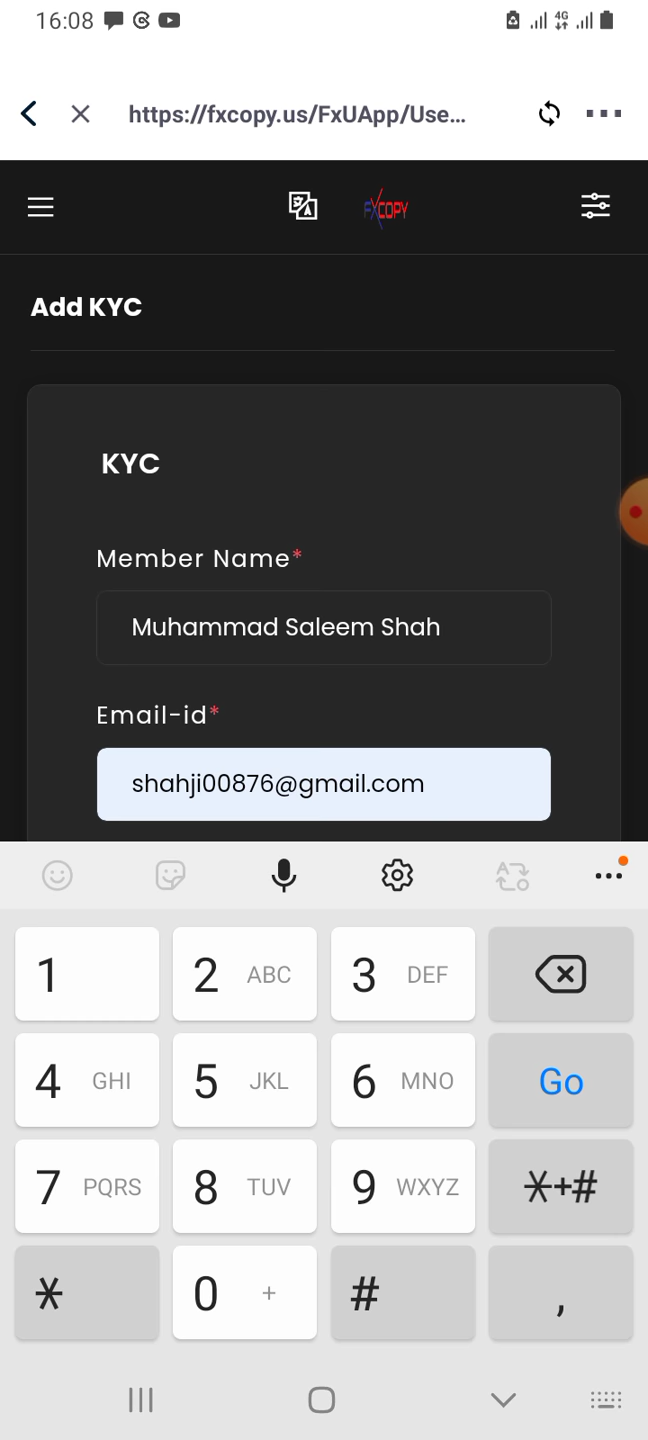 16:08
4G
https://fxcopy.us/FxUApp/Use...
FXCOPY
Add KYC
KYC
Member Name*
Muhammad Saleem Shah
Email-id*
shahji00876@gmail.com
1
2 ABC
3 DEF
4 GHI
5 JKL
6 MNO
Go
7 PQRS
8 TUV
9 WXYZ
*+#
*
0 +
#
,